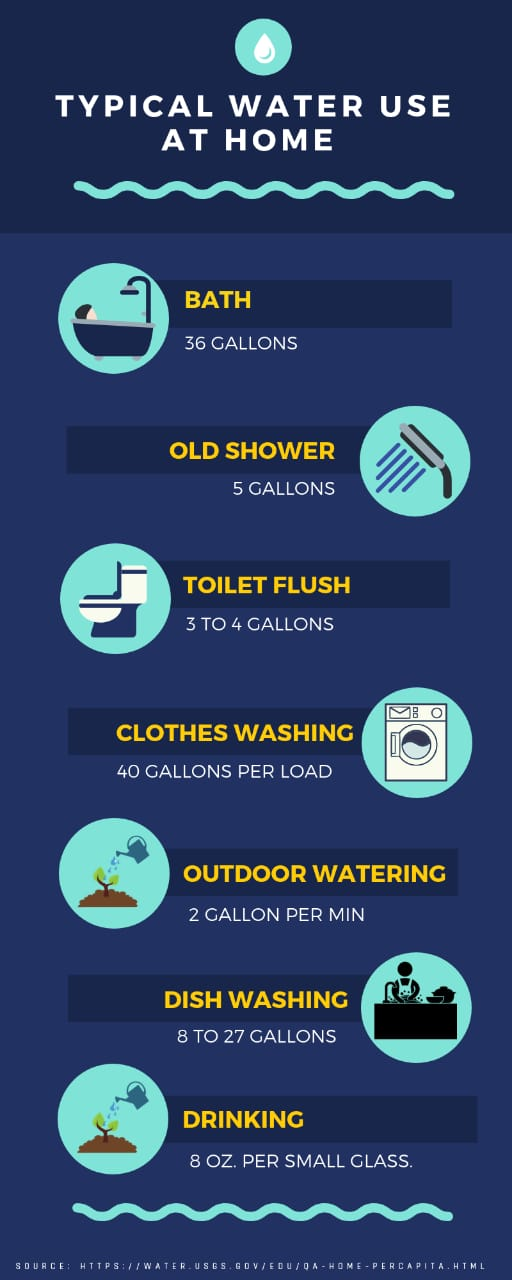 TYPICAL WATER USE
AT HOME
BATH
36 GALLONS
OLD SHOWER
5 GALLONS
TOILET FLUSH
3 TO 4 GALLONS
CLOTHES WASHING
40 GALLONS PER LOAD
OUTDOOR WATERING
2 GALLON PER MIN
DISH WASHING
8 TO 27 GALLONS
DRINKING
8 OZ. PER SMALL GLASS.
SOURCE: HTTPS://WATER.USGS.GOV/EDU/QA-HOME-PERCAPITA.HTML